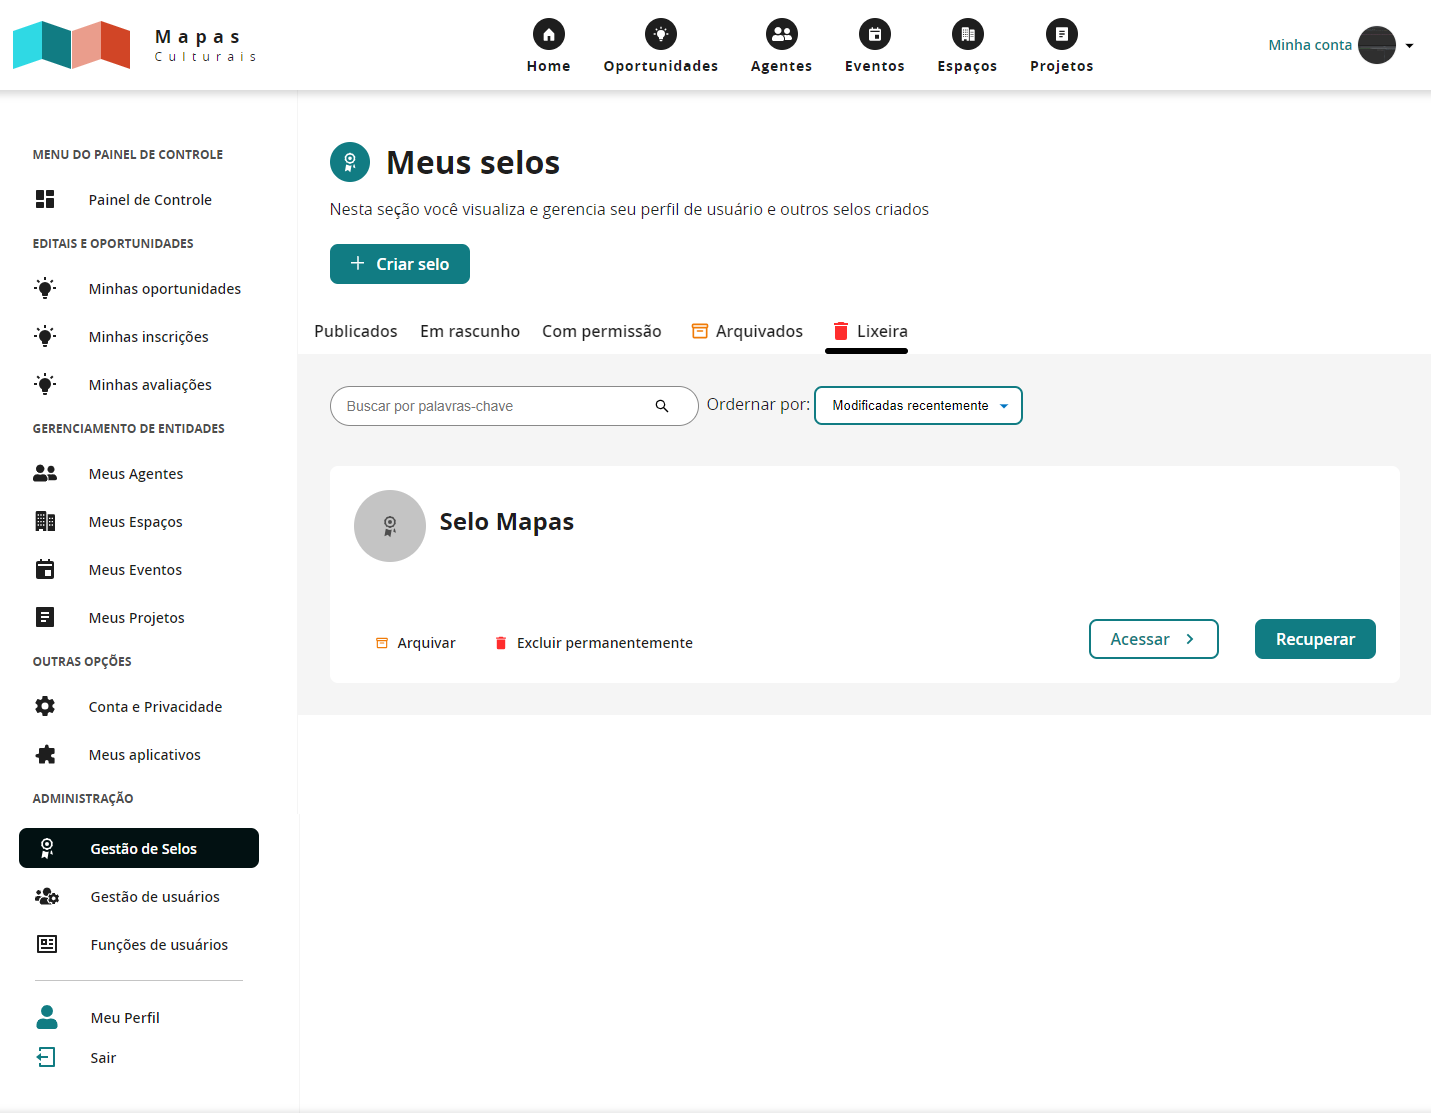 Mapas
Culturais
Home
Oportunidades
Agentes
Eventos
Espaços
Projetos
Minha conta
MENU DO PAINEL DE CONTROLE
Painel de Controle
EDITAIS E OPORTUNIDADES
Minhas oportunidades
Minhas inscrições
Minhas avaliações
GERENCIAMENTO DE ENTIDADES
Meus Agentes
Meus Espaços
Meus Eventos
Meus Projetos
OUTRAS OPÇÕES
Conta e Privacidade
Meus aplicativos
ADMINISTRAÇÃO
Gestão de Selos
Gestão de usuários
Funções de usuários
Meu Perfil
Sair
Meus selos
Nesta seção você visualiza e gerencia seu perfil de usuário e outros selos criados
Criar selo
Publicados
Em rascunho
Com permissão
Arquivados
Lixeira
Buscar por palavras-chave
Ordernar por:
Modificadas recentemente
Selo Mapas
Arquivar
Excluir permanentemente
Acessar
Recuperar